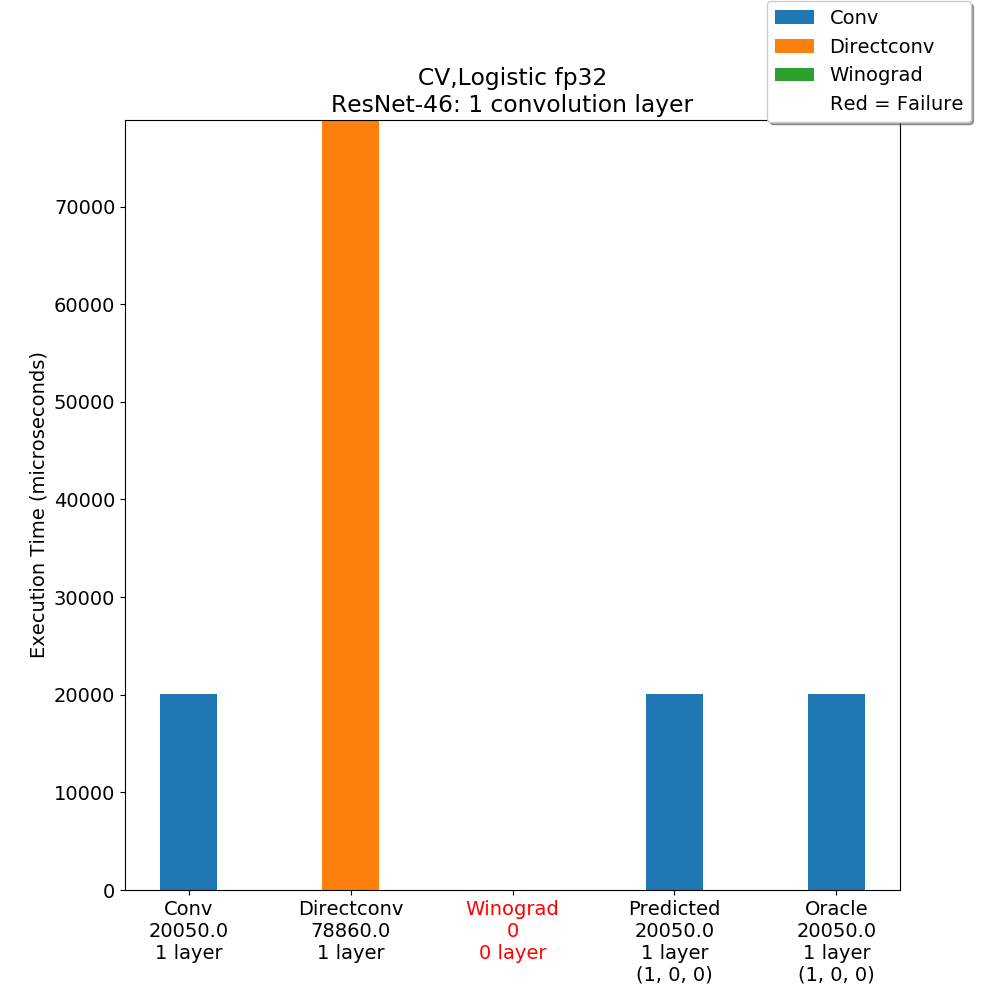 Conv
Directconv
Winograd
Red = Failure
CV,Logistic fp32
ResNet-46: 1 convolution layer
Execution Time (microseconds)
70000
60000
50000
40000
30000
20000
10000
0
Conv
20050.0
1 layer
Directconv
78860.0
1 layer
Winograd
0
0 layer
Predicted
20050.0
1 layer
(1, 0, 0)
Oracle
20050.0
1 layer
(1, 0, 0)